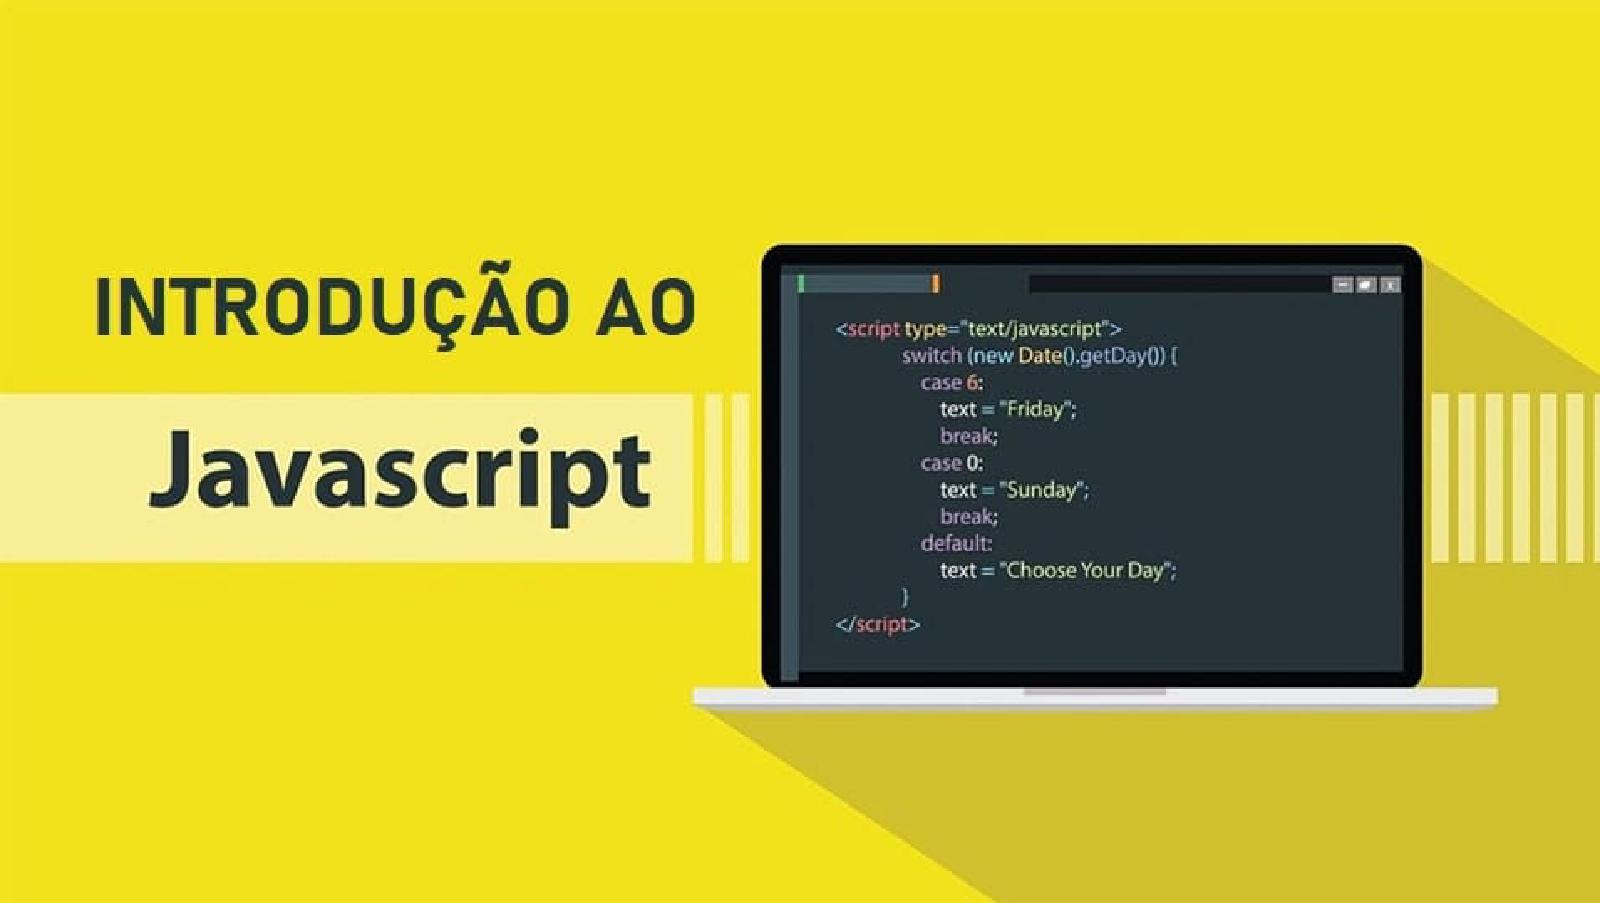 INTRODUÇÃO AO
Javascript
<script type="text/javascript">
switch (new Date().getDay()) {
case 6:
text = "Friday";
break;
case 0:
text = "Sunday";
break;
default:
text = "Choose Your Day";
}
</script>